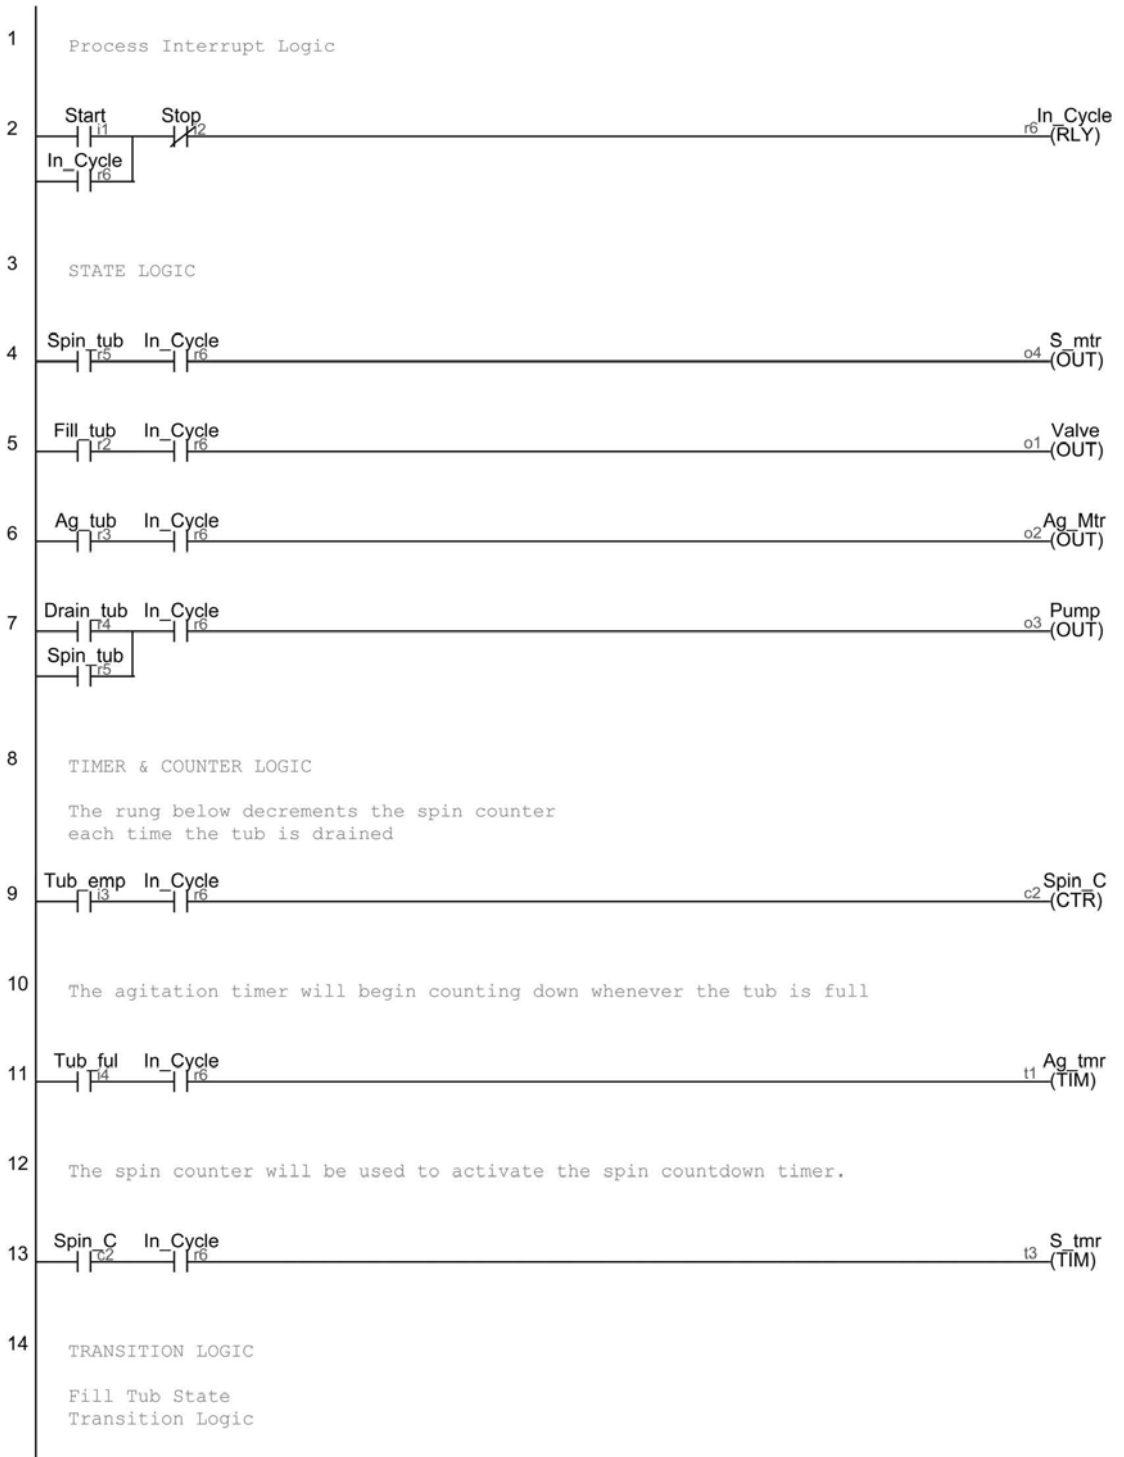 1
Process Interrupt Logic
Start Stop In_Cycle
2 i1 i2 r6 (RLY)
In_Cycle
r6
3
STATE LOGIC
Spin_tub In_Cycle S_mtr
4 r5 r6 o4 (OUT)
Fill_tub In_Cycle Valve
5 r2 r6 o1 (OUT)
Ag_tub In_Cycle Ag_Mtr
6 r3 r6 o2 (OUT)
Drain_tub In_Cycle Pump
7 r4 r6 o3 (OUT)
Spin_tub
r5
8
TIMER & COUNTER LOGIC
The rung below decrements the spin counter
each time the tub is drained
Tub_emp In_Cycle Spin_C
9 i3 r6 c2 (CTR)
10
The agitation timer will begin counting down whenever the tub is full
Tub_ful In_Cycle Ag_tmr
11 i4 r6 t1 (TIM)
12
The spin counter will be used to activate the spin countdown timer.
Spin_C In_Cycle S_tmr
13 c2 r6 t3 (TIM)
14
TRANSITION LOGIC
Fill Tub State
Transition Logic